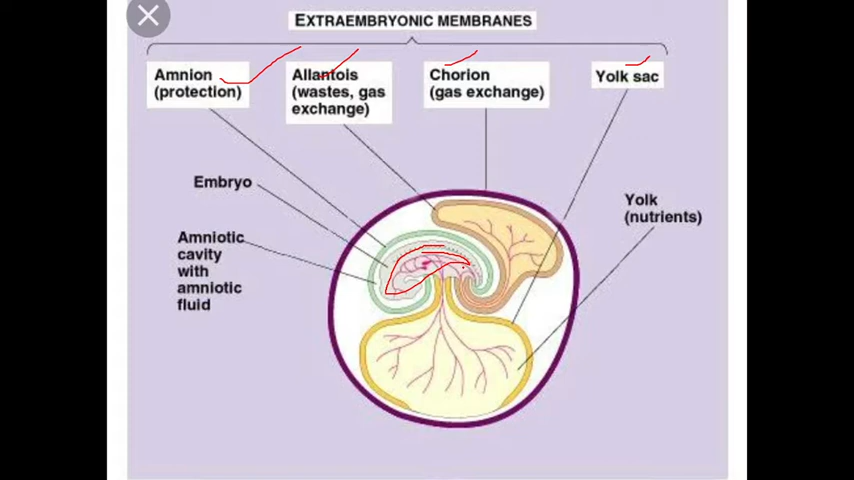 EXTRAEMBRYONIC MEMBRANES
Amnion
(protection)
Allantois
(wastes, gas
exchange)
Chorion
(gas exchange)
Yolk sac
Embryo
Yolk
(nutrients)
Amniotic
cavity
with
amniotic
fluid